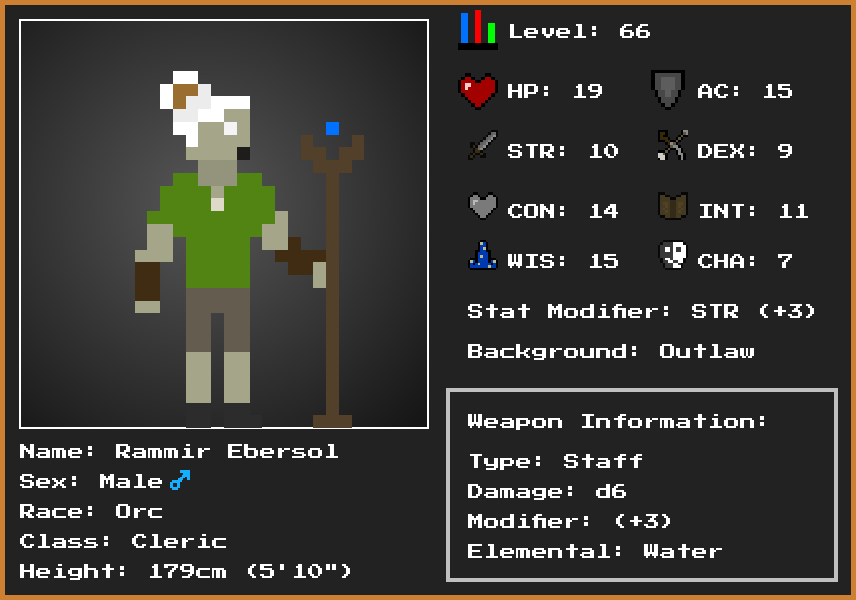 Level: 66
HP: 19
AC: 15
STR: 10
DEX: 9
CON: 14
INT: 11
WIS: 15
CHA: 7
Stat Modifier: STR (+3)
Background: Outlaw
Weapon Information:
Type: Staff
Damage: d6
Modifier: (+3)
Elemental: Water
Name: Rammir Ebersol
Sex: Male ♂
Race: Orc
Class: Cleric
Height: 179cm (5'10")